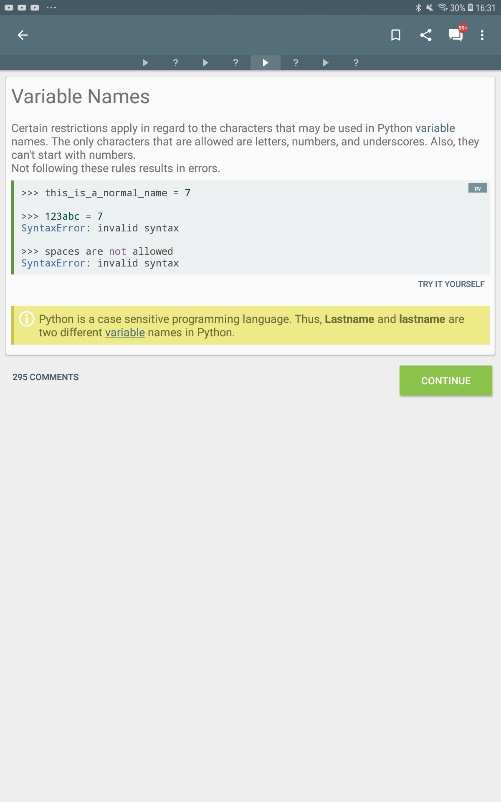 30% 16:31
99+
? ? ? ?
Variable Names
Certain restrictions apply in regard to the characters that may be used in Python variable
names. The only characters that are allowed are letters, numbers, and underscores. Also, they
can't start with numbers.
Not following these rules results in errors.
py
>>> this_is_a_normal_name = 7
>>> 123abc = 7
SyntaxError: invalid syntax
>>> spaces are not allowed
SyntaxError: invalid syntax
TRY IT YOURSELF
Python is a case sensitive programming language. Thus, Lastname and lastname are
two different variable names in Python.
295 COMMENTS
CONTINUE